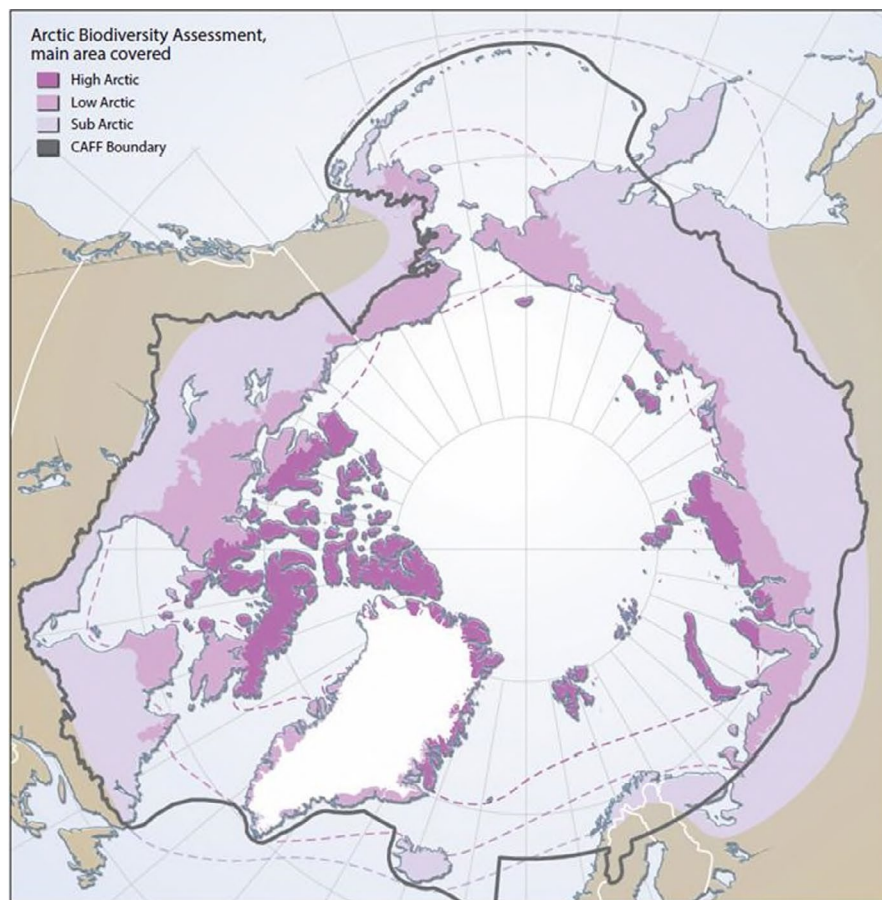 Arctic Biodiversity Assessment,
main area covered
High Arctic
Low Arctic
Sub Arctic
CAFF Boundary